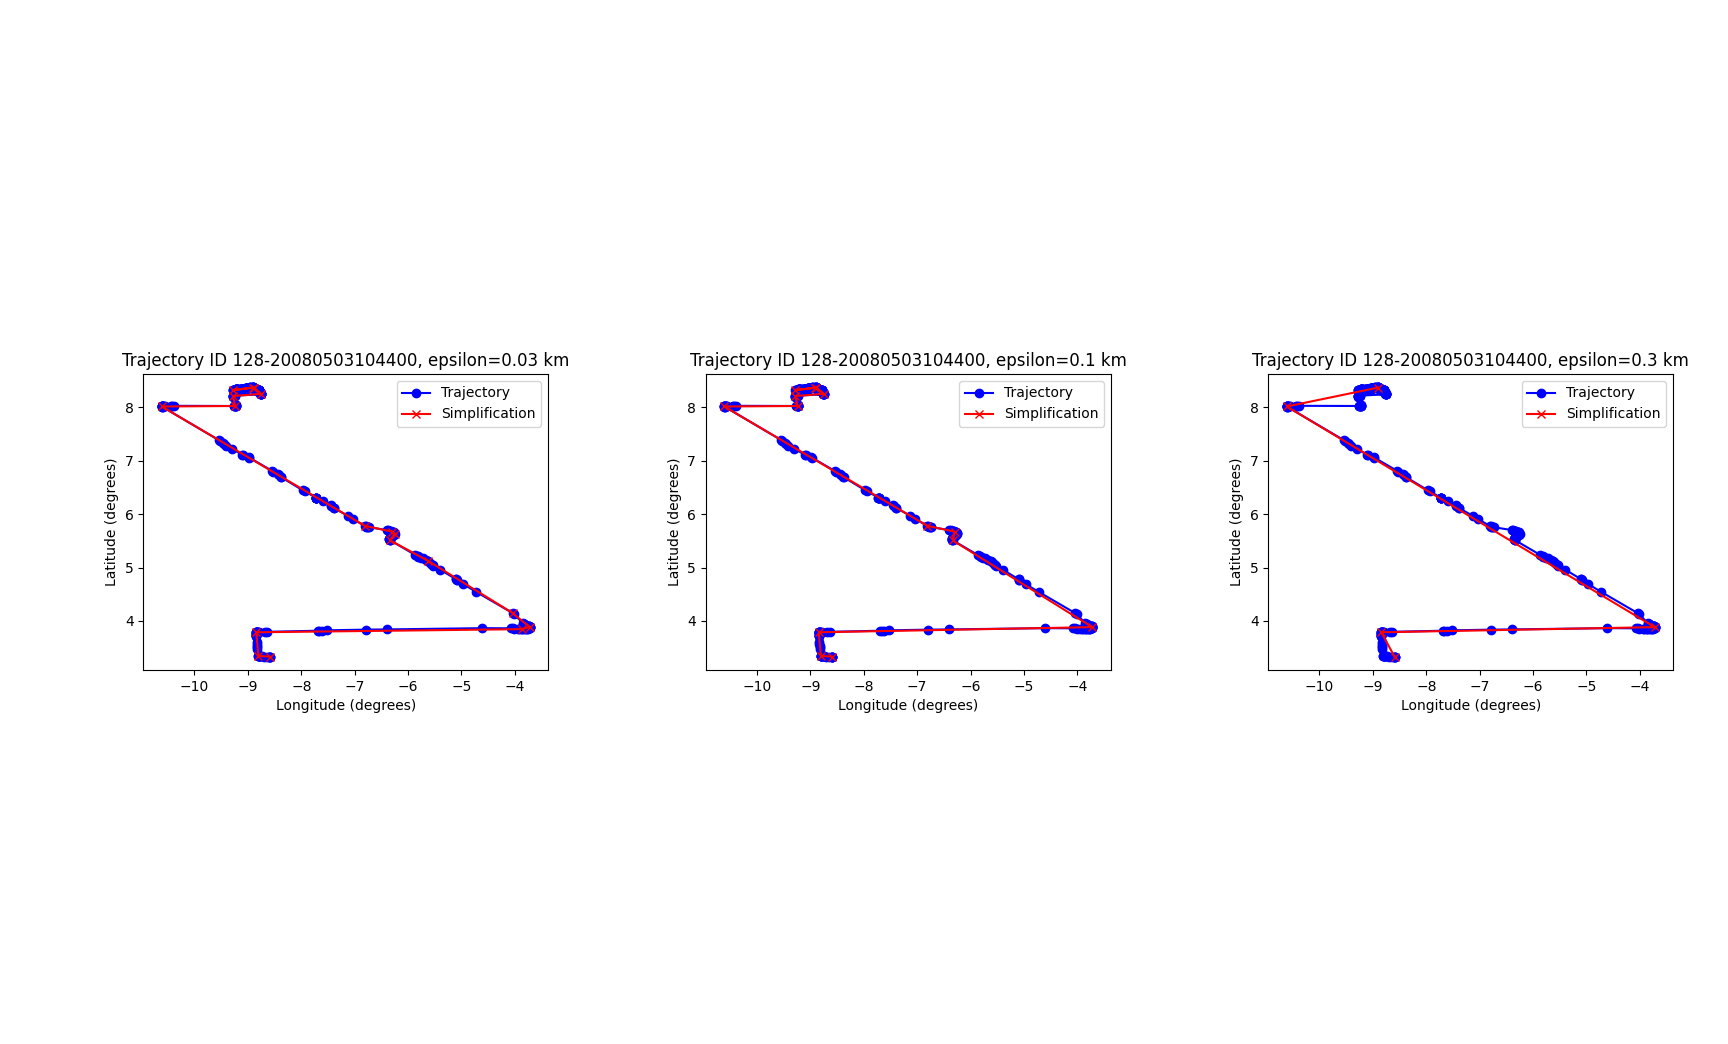 Trajectory ID 128-20080503104400, epsilon=0.03 km
Trajectory
Simplification
8
7
6
5
4
Latitude (degrees)
−10
−9
−8
−7
−6
−5
−4
Longitude (degrees)
Trajectory ID 128-20080503104400, epsilon=0.1 km
Trajectory
Simplification
8
7
6
5
4
Latitude (degrees)
−10
−9
−8
−7
−6
−5
−4
Longitude (degrees)
Trajectory ID 128-20080503104400, epsilon=0.3 km
Trajectory
Simplification
8
7
6
5
4
Latitude (degrees)
−10
−9
−8
−7
−6
−5
−4
Longitude (degrees)